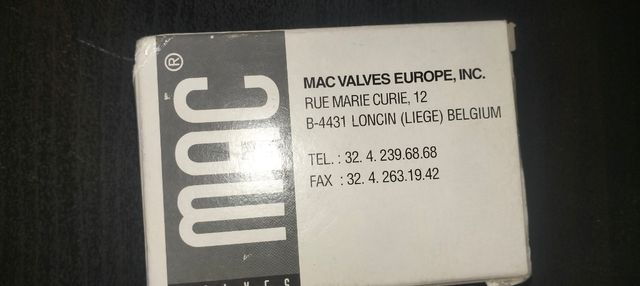 MAC®
MAC VALVES EUROPE, INC.
RUE MARIE CURIE, 12
B-4431 LONCIN (LIEGE) BELGIUM
TEL. : 32. 4. 239.68.68
FAX : 32. 4. 263.19.42